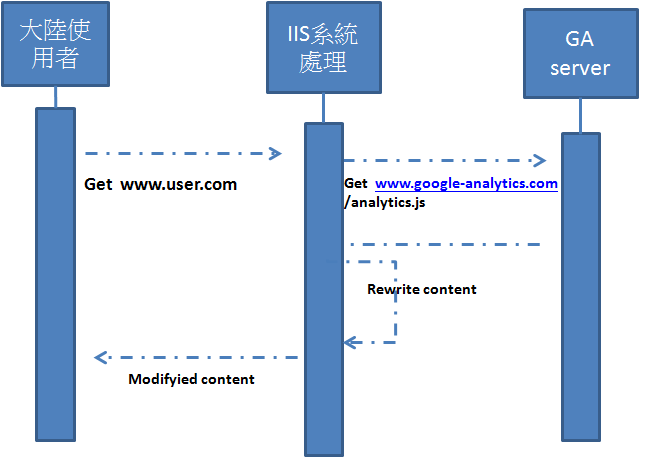 大陸使
用者
IIS系統
處理
GA
server
Get www.user.com
Get www.google-analytics.com
/analytics.js
Rewrite content
Modifyied content